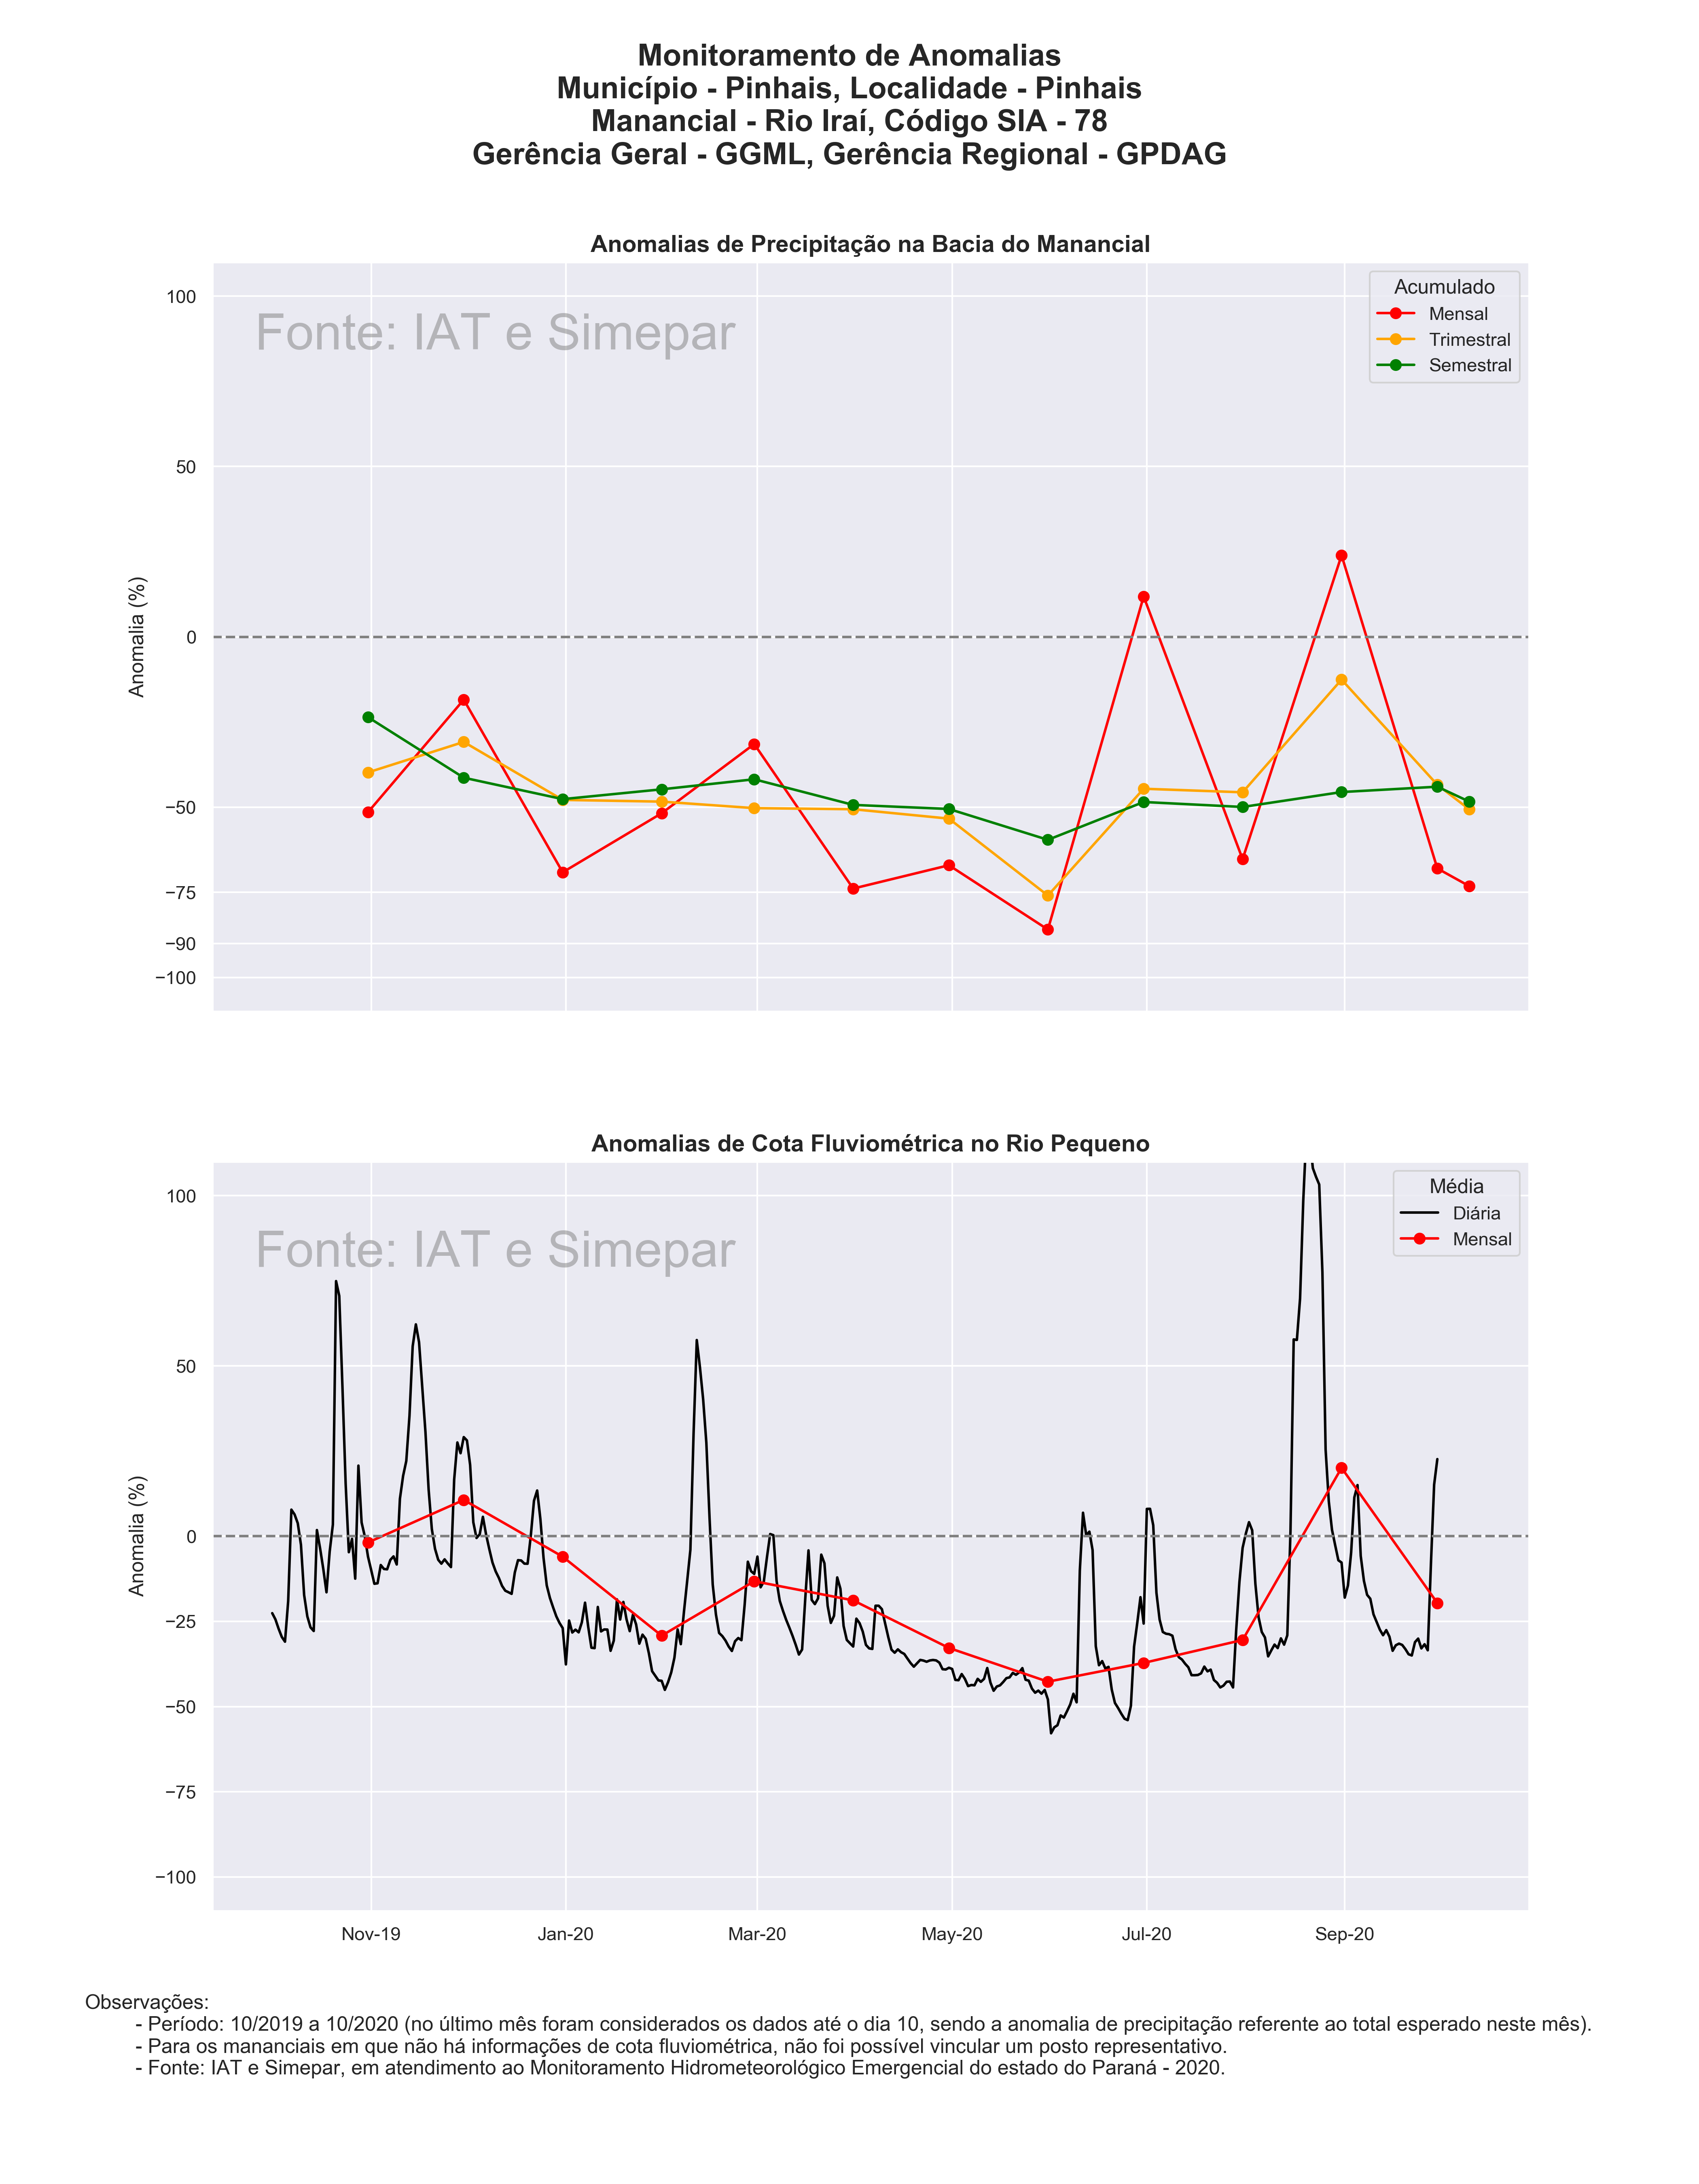 Monitoramento de Anomalias
Município - Pinhais, Localidade - Pinhais
Manancial - Rio Iraí, Código SIA - 78
Gerência Geral - GGML, Gerência Regional - GPDAG
Anomalias de Precipitação na Bacia do Manancial
Fonte: IAT e Simepar
Acumulado
Mensal
Trimestral
Semestral
Anomalia (%)
100
50
0
−50
−75
−90
−100
Anomalias de Cota Fluviométrica no Rio Pequeno
Fonte: IAT e Simepar
Média
Diária
Mensal
Anomalia (%)
100
50
0
−25
−50
−75
−100
Nov-19 Jan-20 Mar-20 May-20 Jul-20 Sep-20
Observações:
- Período: 10/2019 a 10/2020 (no último mês foram considerados os dados até o dia 10, sendo a anomalia de precipitação referente ao total esperado neste mês).
- Para os mananciais em que não há informações de cota fluviométrica, não foi possível vincular um posto representativo.
- Fonte: IAT e Simepar, em atendimento ao Monitoramento Hidrometeorológico Emergencial do estado do Paraná - 2020.